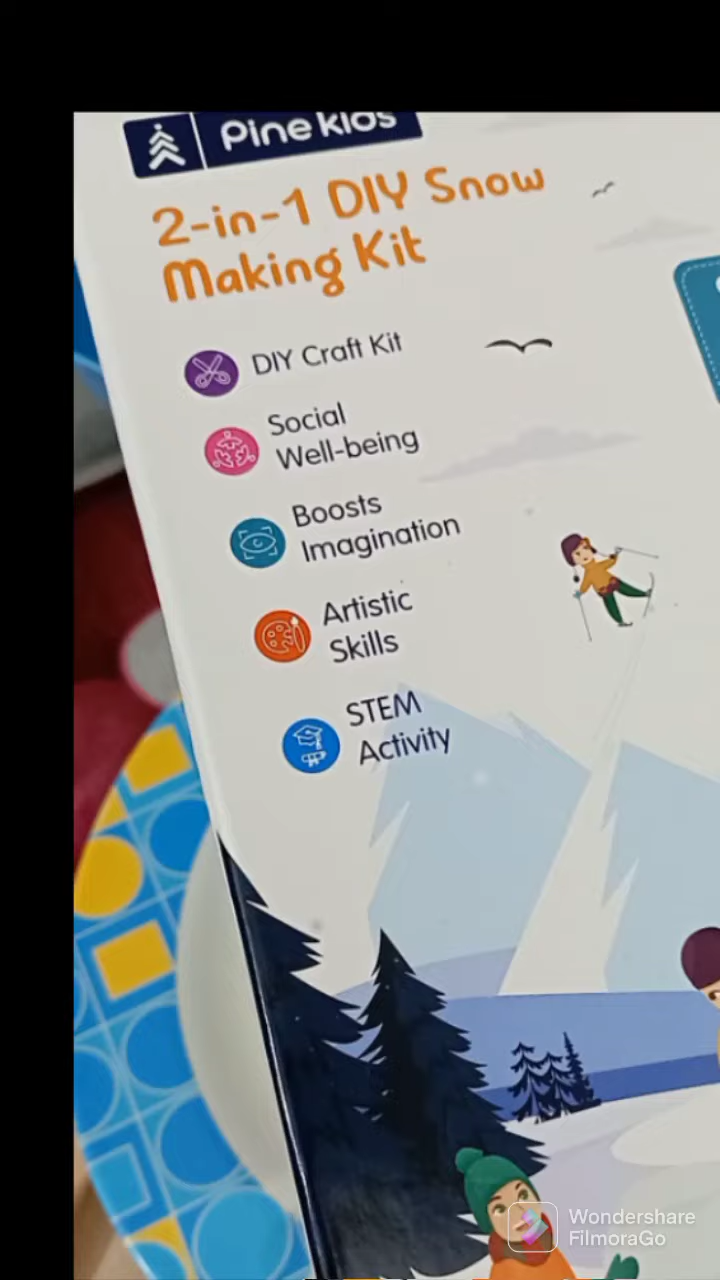 Pine kids
2-in-1 DIY Snow
Making Kit
DIY Craft Kit
Social
Well-being
Boosts
Imagination
Artistic
Skills
STEM
Activity
Wondershare
FilmoraGo